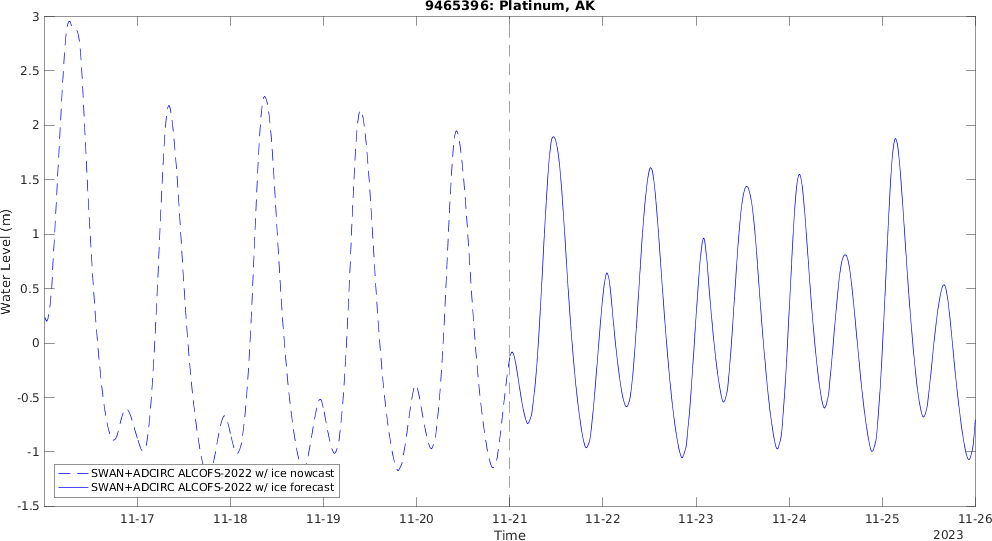 9465396: Platinum, AK
3
2.5
2
1.5
1
0.5
0
-0.5
-1
-1.5
Water Level (m)
SWAN+ADCIRC ALCOFS-2022 w/ ice nowcast
SWAN+ADCIRC ALCOFS-2022 w/ ice forecast
11-17 11-18 11-19 11-20 11-21 11-22 11-23 11-24 11-25 11-26
Time
2023